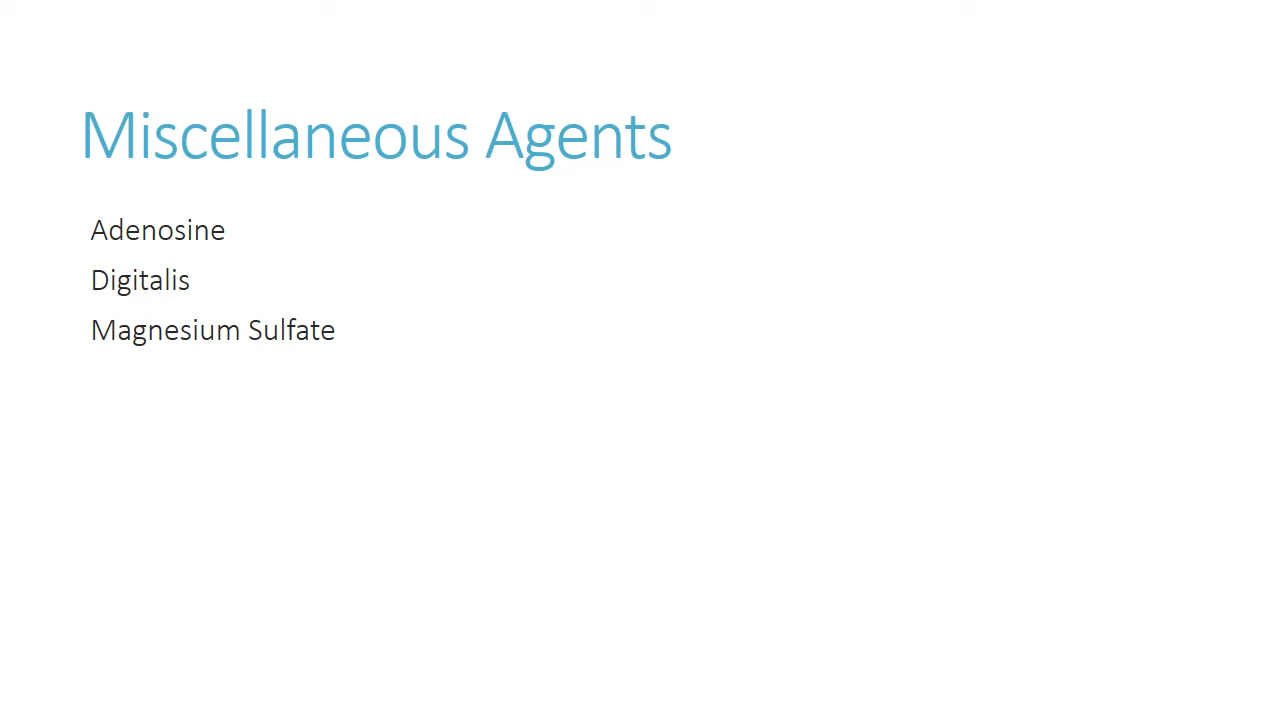 Miscellaneous Agents
Adenosine
Digitalis
Magnesium Sulfate